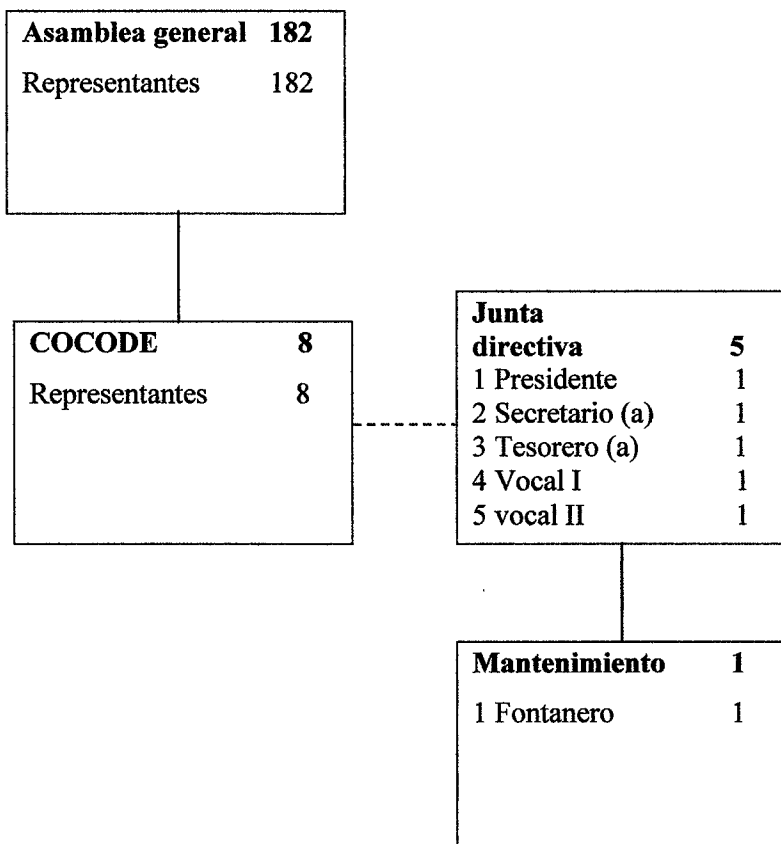 Asamblea general 182
Representantes 182
COCODE 8
Representantes 8
Junta
directiva 5
1 Presidente 1
2 Secretario (a) 1
3 Tesorero (a) 1
4 Vocal I 1
5 vocal II 1
Mantenimiento 1
1 Fontanero 1